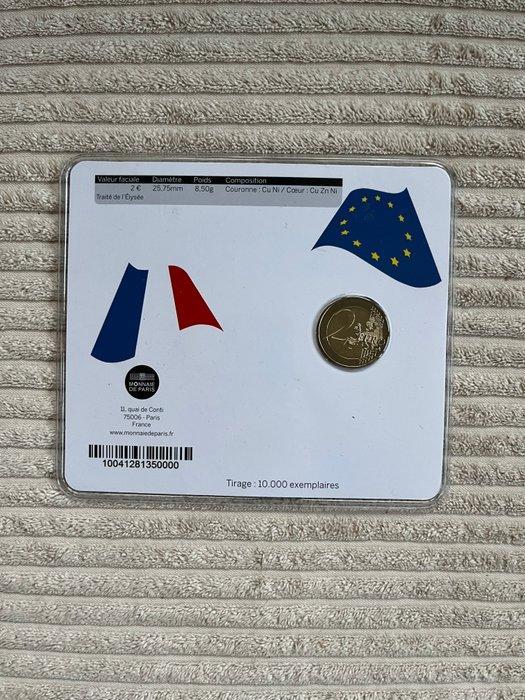 Valeur faciale Diamètre Poids Composition
2 € 25,75mm 8,50g Couronne : Cu Ni / Cœur : Cu Zn Ni
Traité de l'Élysée
2
MONNAIE
DE PARIS
11, quai de Conti
75006 - Paris
France
www.monnaiedeparis.fr
10041281350000
Tirage : 10.000 exemplaires